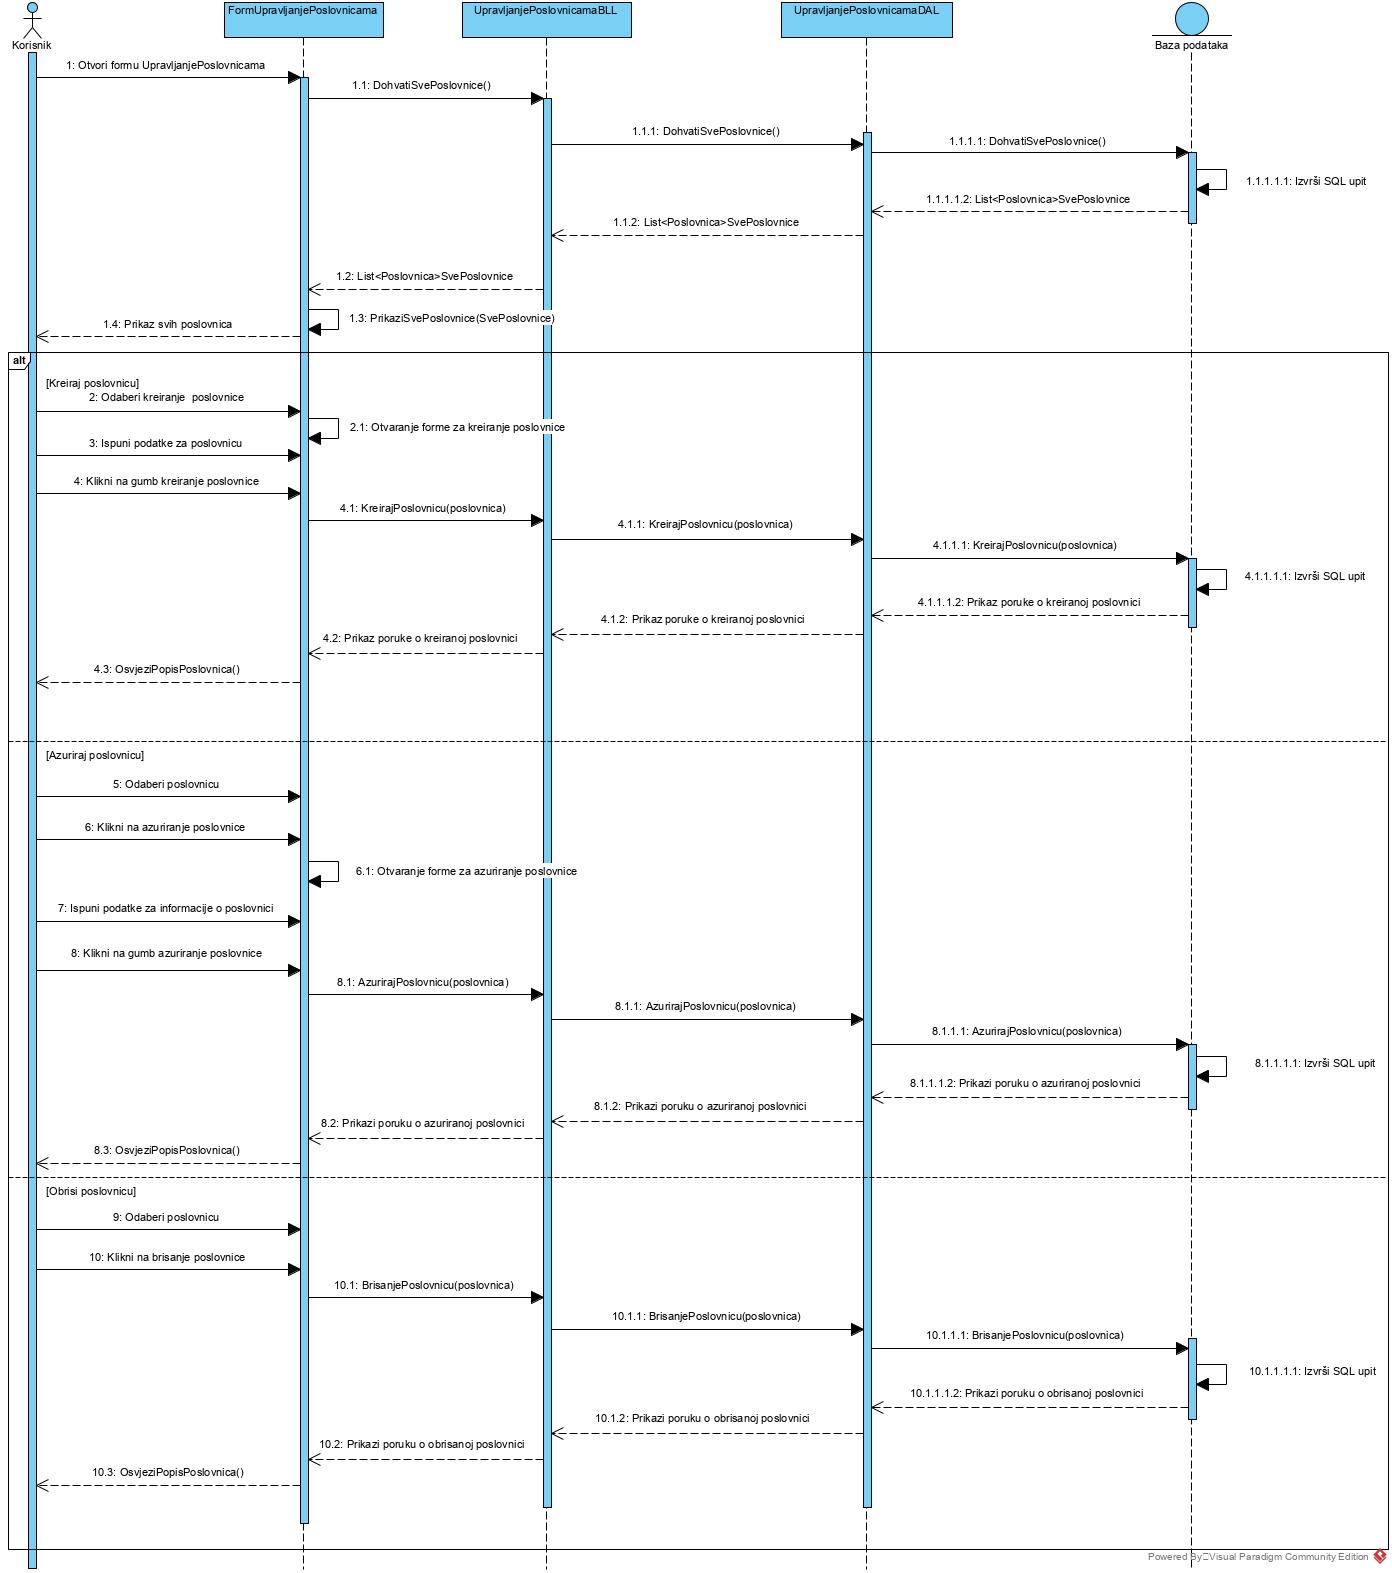 Korisnik
FormUpravljanjePoslovnicama
UpravljanjePoslovnicamaBLL
UpravljanjePoslovnicamaDAL
Baza podataka
1: Otvori formu UpravljanjePoslovnicama
1.1: DohvatiSvePoslovnice()
1.1.1: DohvatiSvePoslovnice()
1.1.1.1: DohvatiSvePoslovnice()
1.1.1.1.1: Izvrši SQL upit
1.1.1.1.2: List<Poslovnica>SvePoslovnice
1.1.2: List<Poslovnica>SvePoslovnice
1.2: List<Poslovnica>SvePoslovnice
1.3: PrikaziSvePoslovnice(SvePoslovnice)
1.4: Prikaz svih poslovnica
alt
[Kreiraj poslovnicu]
2: Odaberi kreiranje  poslovnice
2.1: Otvaranje forme za kreiranje poslovnice
3: Ispuni podatke za poslovnicu
4: Klikni na gumb kreiranje poslovnice
4.1: KreirajPoslovnicu(poslovnica)
4.1.1: KreirajPoslovnicu(poslovnica)
4.1.1.1: KreirajPoslovnicu(poslovnica)
4.1.1.1.1: Izvrši SQL upit
4.1.1.1.2: Prikaz poruke o kreiranoj poslovnici
4.1.2: Prikaz poruke o kreiranoj poslovnici
4.2: Prikaz poruke o kreiranoj poslovnici
4.3: OsvjeziPopisPoslovnica()
[Azuriraj poslovnicu]
5: Odaberi poslovnicu
6: Klikni na azuriranje poslovnice
6.1: Otvaranje forme za azuriranje poslovnice
7: Ispuni podatke za informacije o poslovnici
8: Klikni na gumb azuriranje poslovnice
8.1: AzurirajPoslovnicu(poslovnica)
8.1.1: AzurirajPoslovnicu(poslovnica)
8.1.1.1: AzurirajPoslovnicu(poslovnica)
8.1.1.1.1: Izvrši SQL upit
8.1.1.1.2: Prikazi poruku o azuriranoj poslovnici
8.1.2: Prikazi poruku o azuriranoj poslovnici
8.2: Prikazi poruku o azuriranoj poslovnici
8.3: OsvjeziPopisPoslovnica()
[Obrisi poslovnicu]
9: Odaberi poslovnicu
10: Klikni na brisanje poslovnice
10.1: BrisanjePoslovnicu(poslovnica)
10.1.1: BrisanjePoslovnicu(poslovnica)
10.1.1.1: BrisanjePoslovnicu(poslovnica)
10.1.1.1.1: Izvrši SQL upit
10.1.1.1.2: Prikazi poruku o obrisanoj poslovnici
10.1.2: Prikazi poruku o obrisanoj poslovnici
10.2: Prikazi poruku o obrisanoj poslovnici
10.3: OsvjeziPopisPoslovnica()
Powered By Visual Paradigm Community Edition